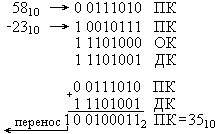 58₁₀ → 0 0111010 ПК
-23₁₀ → 1 0010111 ПК
1 1101000 ОК
1 1101001 ДК
0 0111010 ПК
+
1 1101001 ДК
перенос 1 0 0100011₂ ПК=35₁₀